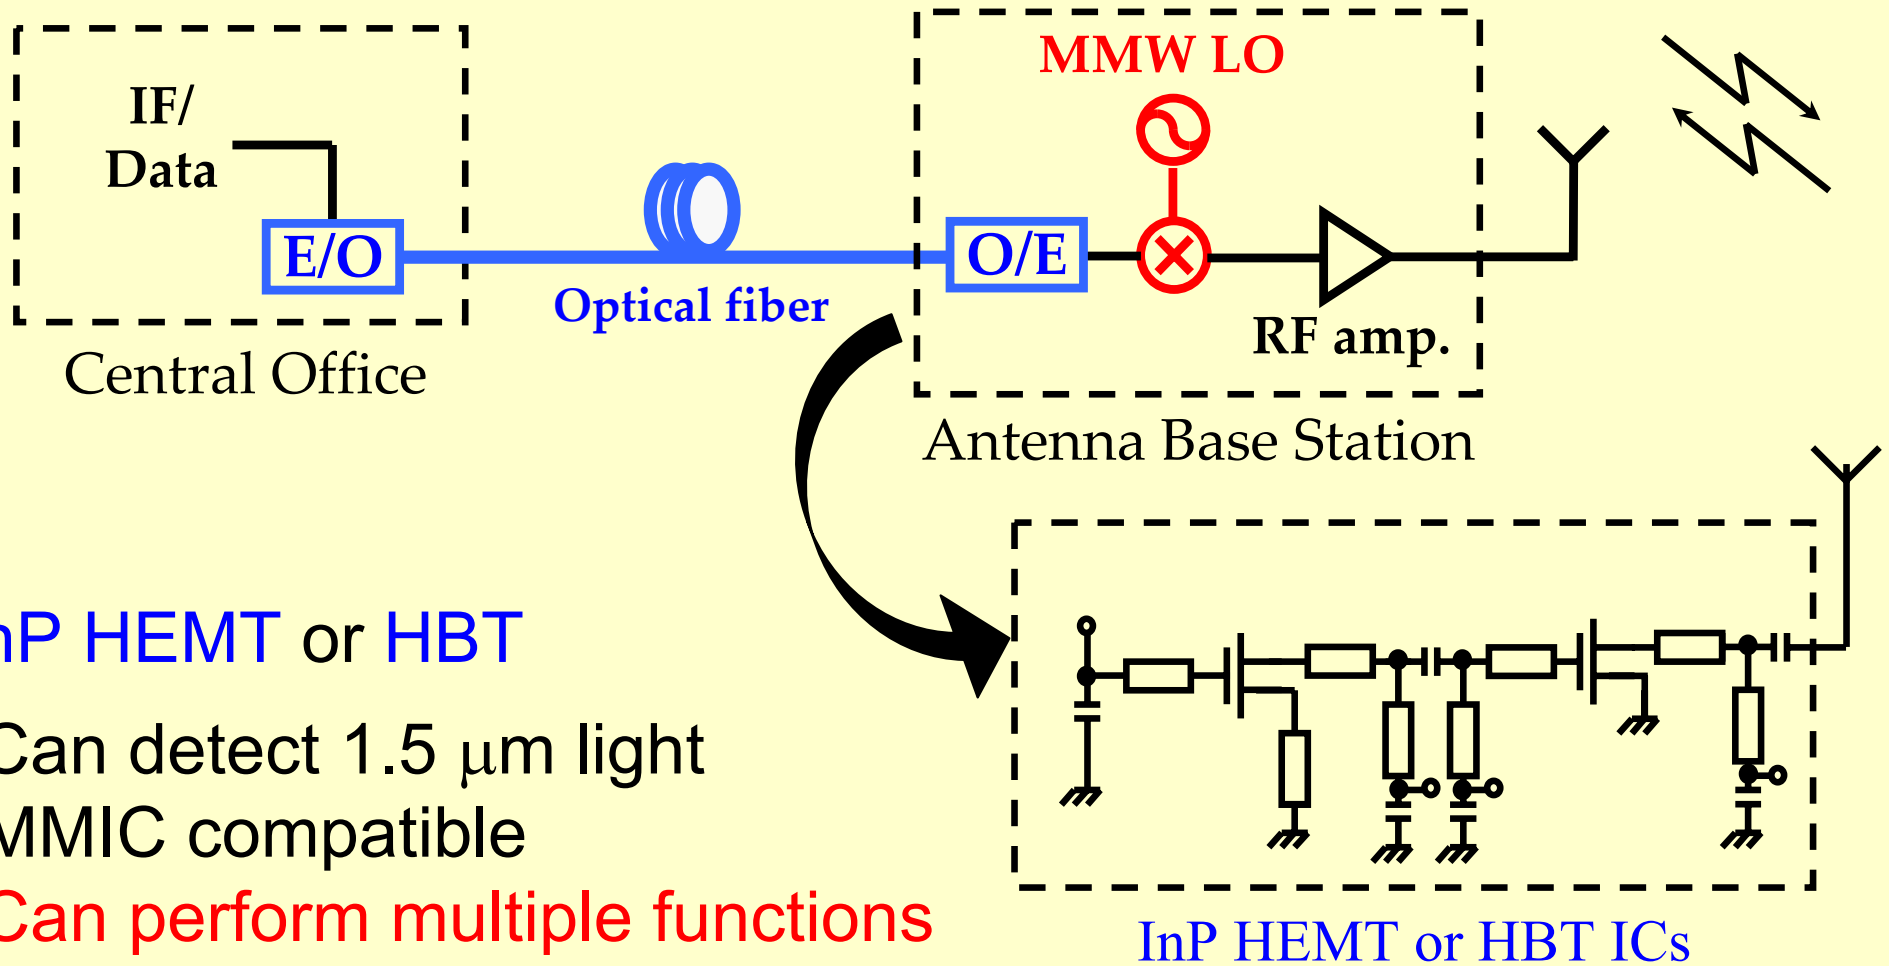 IF/
Data
E/O
Central Office
Optical fiber
MMW LO
O/E
RF amp.
Antenna Base Station
nP HEMT or HBT
Can detect 1.5 μm light
MMIC compatible
Can perform multiple functions
InP HEMT or HBT ICs